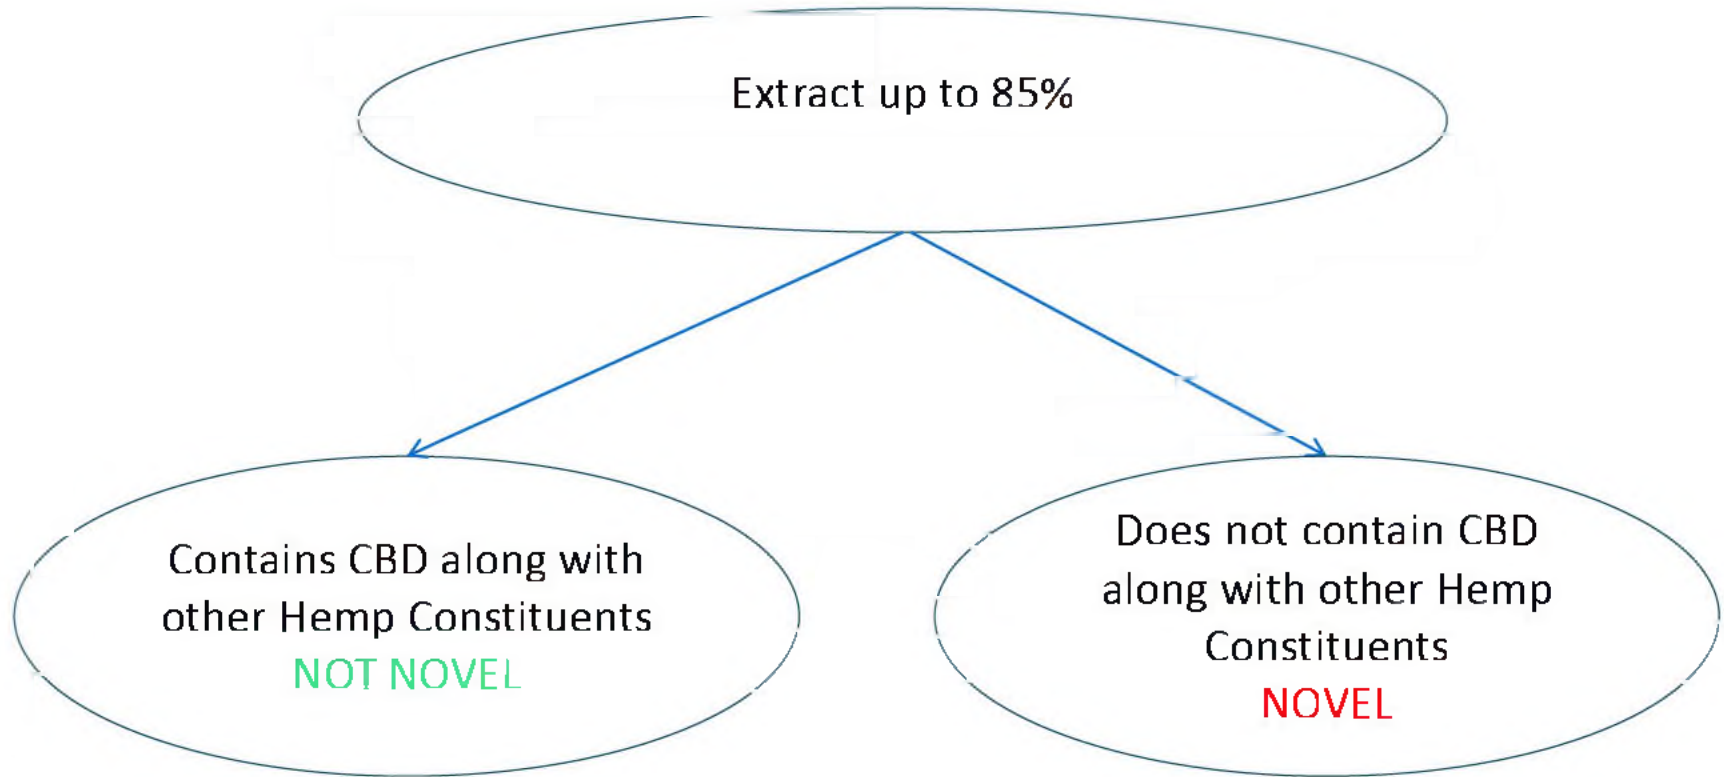 Extract up to 85%
Contains CBD along with
other Hemp Constituents
NOT NOVEL
Does not contain CBD
along with other Hemp
Constituents
NOVEL